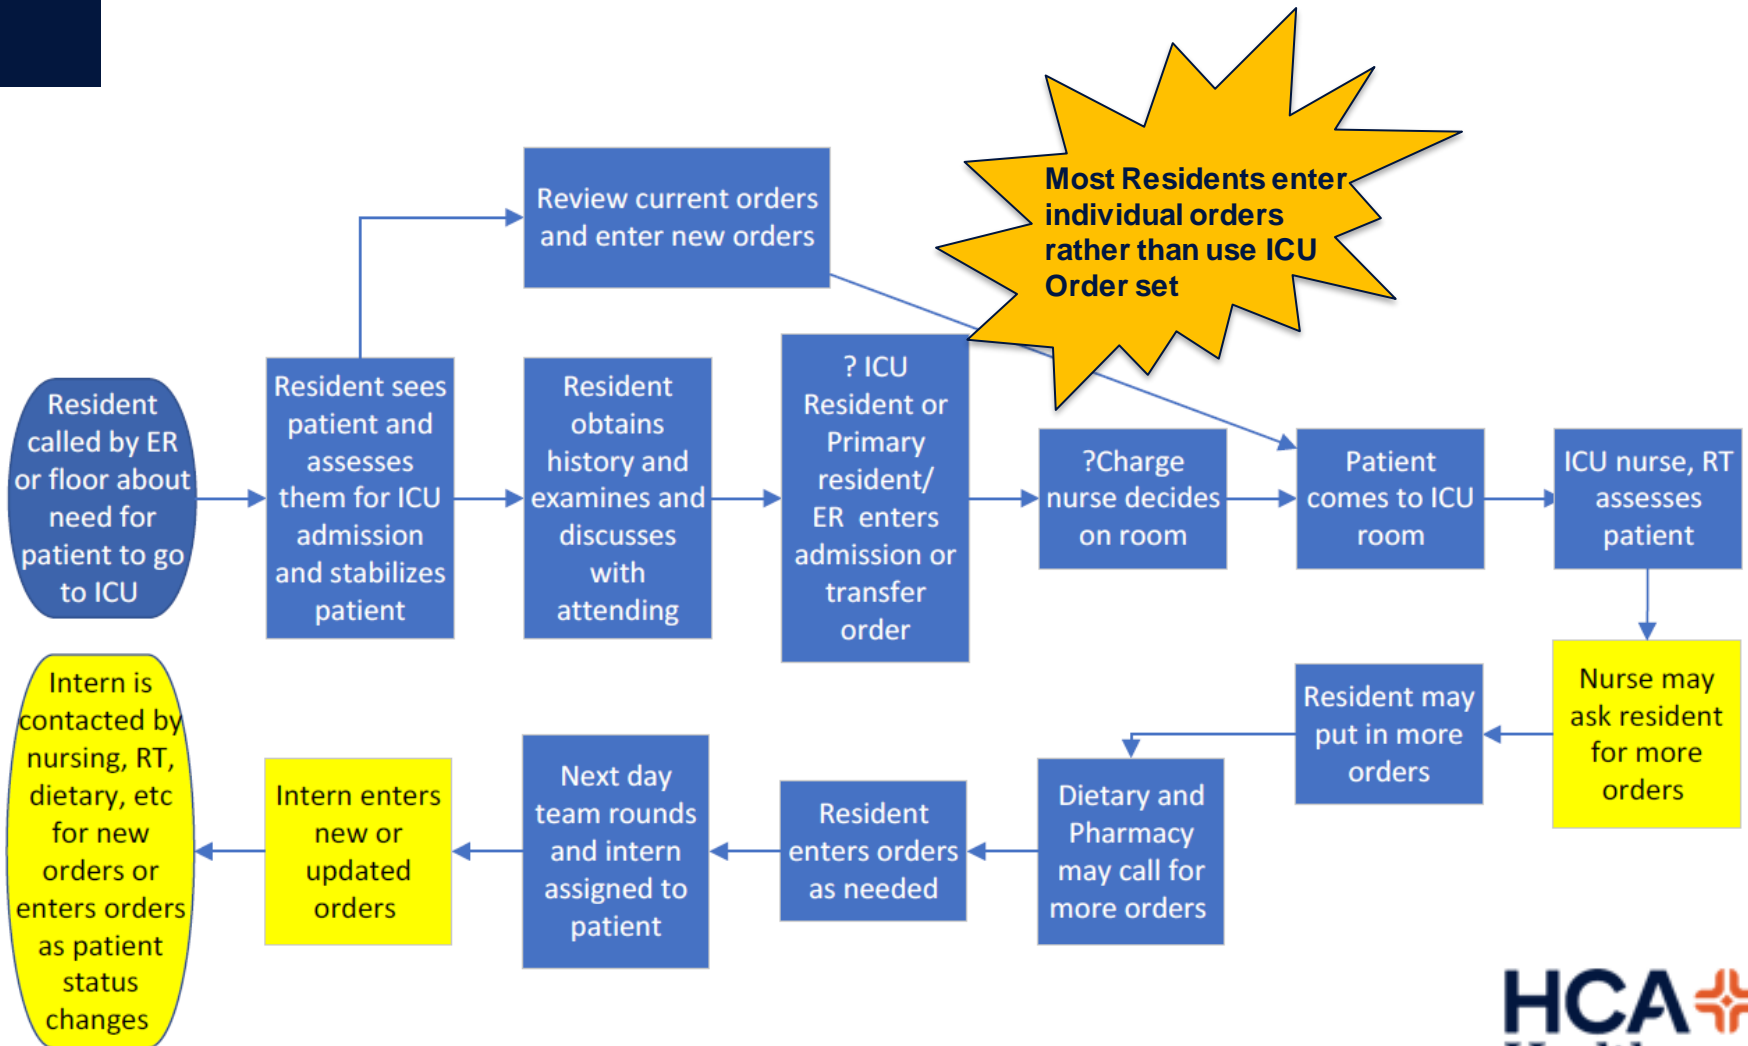 Most Residents enter
individual orders
rather than use ICU
Order set
Review current orders
and enter new orders
Resident
called by ER
or floor about
need for
patient to go
to ICU
Resident sees
patient and
assesses
them for ICU
admission
and stabilizes
patient
Resident
obtains
history and
examines and
discusses
with
attending
? ICU
Resident or
Primary
resident/
ER enters
admission or
transfer
order
?Charge
nurse decides
on room
Patient
comes to ICU
room
ICU nurse, RT
assesses
patient
Nurse may
ask resident
for more
orders
Resident may
put in more
orders
Dietary and
Pharmacy
may call for
more orders
Resident
enters orders
as needed
Next day
team rounds
and intern
assigned to
patient
Intern enters
new or
updated
orders
Intern is
contacted by
nursing, RT,
dietary, etc
for new
orders or
enters orders
as patient
status
changes
HCA